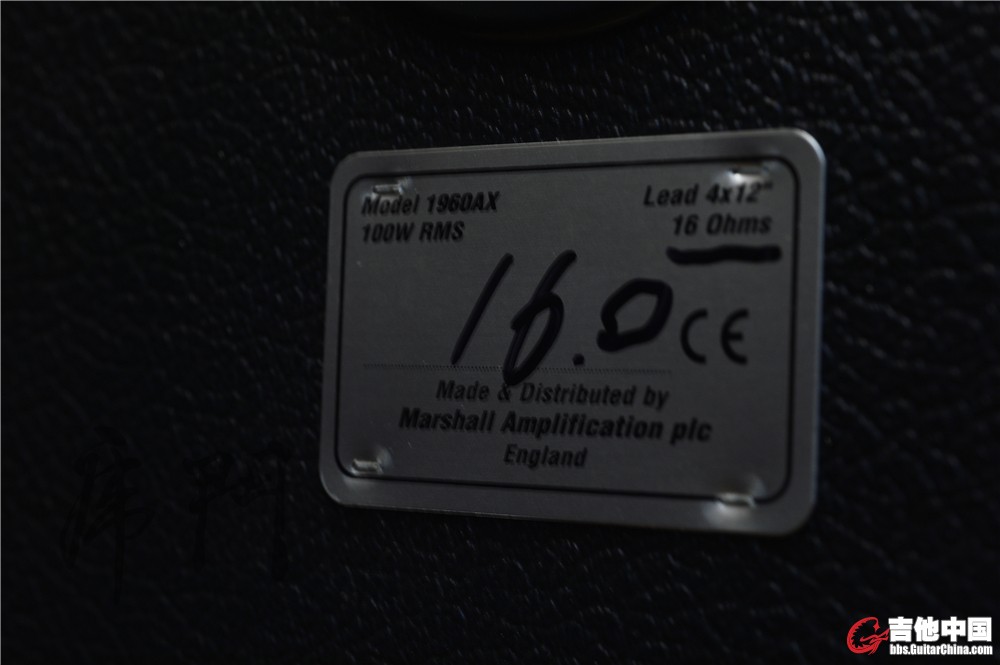 Model 1960AX
Lead 4x12"
100W RMS
16 Ohms
16.0
CE
Made & Distributed by
Marshall Amplification plc
England
吉他中国
bbs.GuitarChina.com